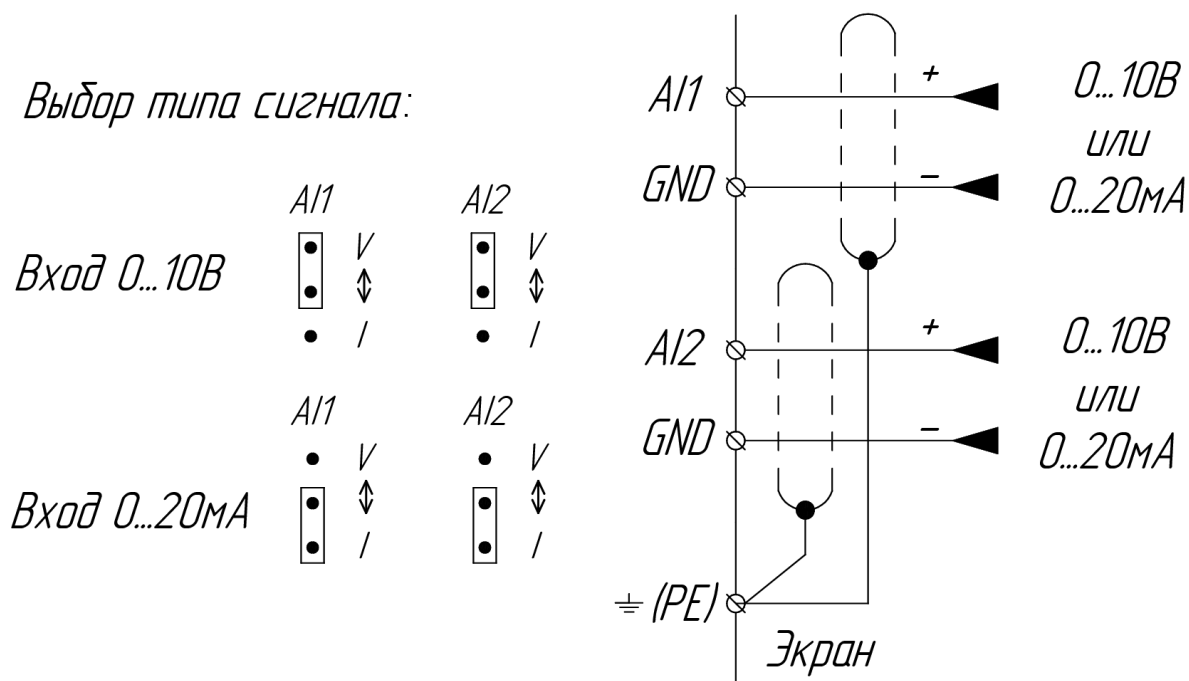 Выбор типа сигнала:
AI1 AI2
Вход 0...10В
V V
I I
AI1 AI2
V V
Вход 0...20мА
I I
AI1 + 0...10В
или
GND − 0...20мА
AI2 + 0...10В
или
GND − 0...20мА
(PE)
Экран